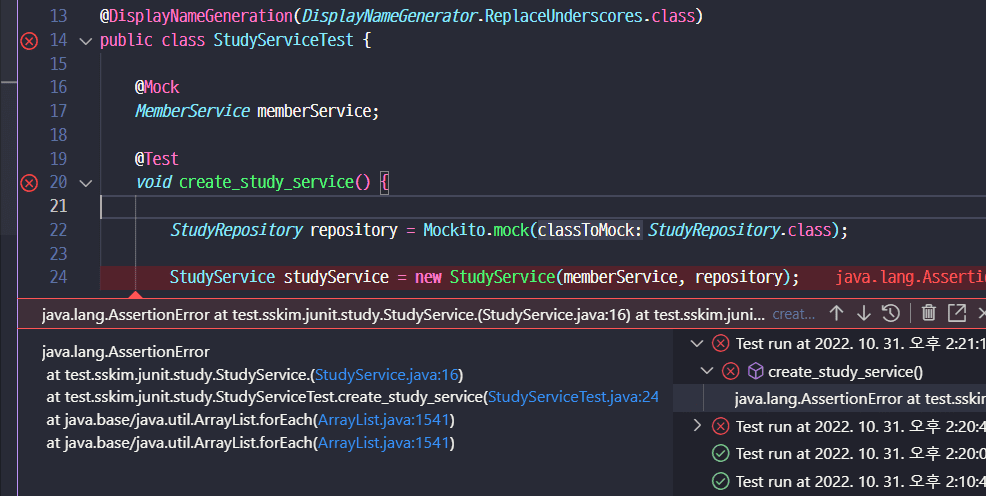 13 @DisplayNameGeneration(DisplayNameGenerator.ReplaceUnderscores.class)
14 public class StudyServiceTest {
15
16 @Mock
17 MemberService memberService;
18
19 @Test
20 void create_study_service() {
21
22 StudyRepository repository = Mockito.mock(classToMock: StudyRepository.class);
23
24 StudyService studyService = new StudyService(memberService, repository); java.lang.Asserti
java.lang.AssertionError at test.sskim.junit.study.StudyService.(StudyService.java:16) at test.sskim.juni... creat...
java.lang.AssertionError
at test.sskim.junit.study.StudyService.(StudyService.java:16)
at test.sskim.junit.study.StudyServiceTest.create_study_service(StudyServiceTest.java:24
at java.base/java.util.ArrayList.forEach(ArrayList.java:1541)
at java.base/java.util.ArrayList.forEach(ArrayList.java:1541)
Test run at 2022. 10. 31. 오후 2:21:1
create_study_service()
java.lang.AssertionError at test.sskim
Test run at 2022. 10. 31. 오후 2:20:4
Test run at 2022. 10. 31. 오후 2:20:0
Test run at 2022. 10. 31. 오후 2:10:4